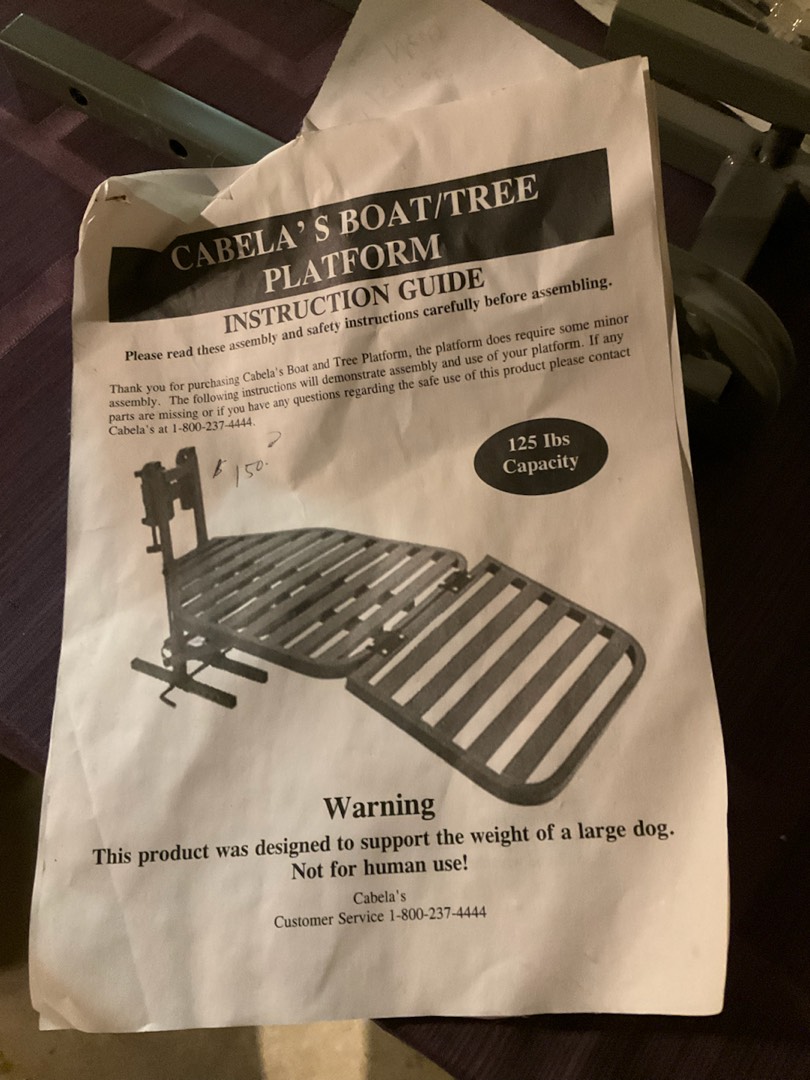 CABELA'S BOAT/TREE
PLATFORM
INSTRUCTION GUIDE
Please read these assembly and safety instructions carefully before assembling.
Thank you for purchasing Cabela's Boat and Tree Platform, the platform does require some minor
assembly. The following instructions will demonstrate assembly and use of your platform. If any
parts are missing or if you have any questions regarding the safe use of this product please contact
Cabela's at 1-800-237-4444.
$150.
?
125 lbs
Capacity
Warning
This product was designed to support the weight of a large dog.
Not for human use!
Cabela's
Customer Service 1-800-237-4444